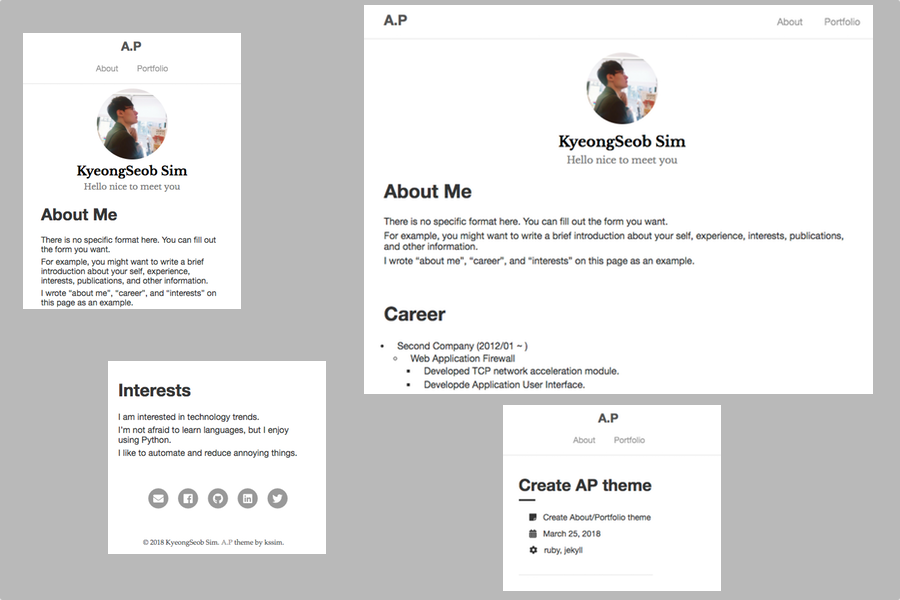 A.P
About Portfolio
KyeongSeob Sim
Hello nice to meet you
About Me
There is no specific format here. You can fill out
the form you want.
For example, you might want to write a brief
introduction about your self, experience,
interests, publications, and other information.
I wrote “about me”, “career”, and “interests” on
this page as an example.
A.P
About Portfolio
KyeongSeob Sim
Hello nice to meet you
About Me
There is no specific format here. You can fill out the form you want.
For example, you might want to write a brief introduction about your self, experience, interests, publications,
and other information.
I wrote “about me”, “career”, and “interests” on this page as an example.
Career
Second Company (2012/01 ~ )
Web Application Firewall
Developed TCP network acceleration module.
Developde Application User Interface.
Interests
I am interested in technology trends.
I'm not afraid to learn languages, but I enjoy
using Python.
I like to automate and reduce annoying things.
© 2018 KyeongSeob Sim. A.P theme by kssim.
A.P
About Portfolio
Create AP theme
Create About/Portfolio theme
March 25, 2018
ruby, jekyll